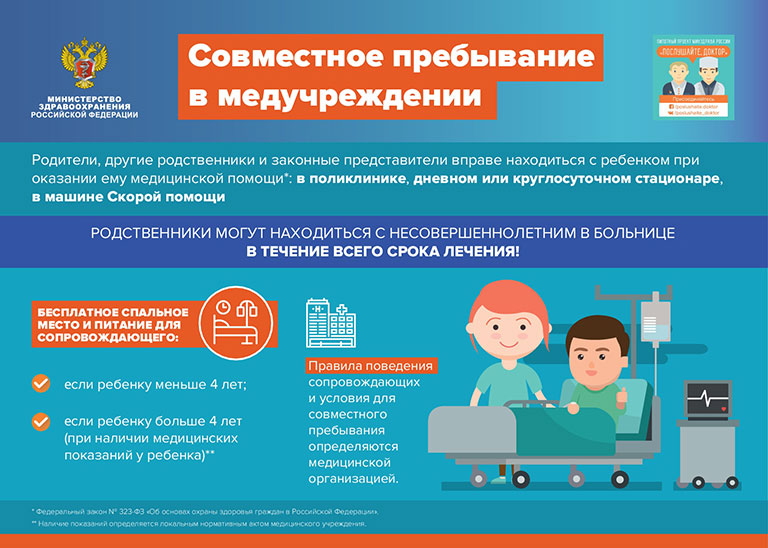 МИНИСТЕРСТВО
ЗДРАВООХРАНЕНИЯ
РОССИЙСКОЙ ФЕДЕРАЦИИ
Совместное пребывание
в медучреждении
ПИЛОТНЫЙ ПРОЕКТ МИНЗДРАВА РОССИИ
«ПОСЛУШАЙТЕ, ДОКТОР»
Присоединяйтесь
/poslushaite.doktor
/poslushaite_doktor
Родители, другие родственники и законные представители вправе находиться с ребенком при
оказании ему медицинской помощи*: в поликлинике, дневном или круглосуточном стационаре,
в машине Скорой помощи
РОДСТВЕННИКИ МОГУТ НАХОДИТЬСЯ С НЕСОВЕРШЕННОЛЕТНИМ В БОЛЬНИЦЕ
В ТЕЧЕНИЕ ВСЕГО СРОКА ЛЕЧЕНИЯ!
БЕСПЛАТНОЕ СПАЛЬНОЕ
МЕСТО И ПИТАНИЕ ДЛЯ
СОПРОВОЖДАЮЩЕГО:
если ребенку меньше 4 лет;
если ребенку больше 4 лет
(при наличии медицинских
показаний у ребенка)**
H
Правила поведения
сопровождающих
и условия для
совместного
пребывания
определяются
медицинской
организацией.
* Федеральный закон № 323-ФЗ «Об основах охраны здоровья граждан в Российской Федерации».
** Наличие показаний определяется локальным нормативным актом медицинского учреждения.